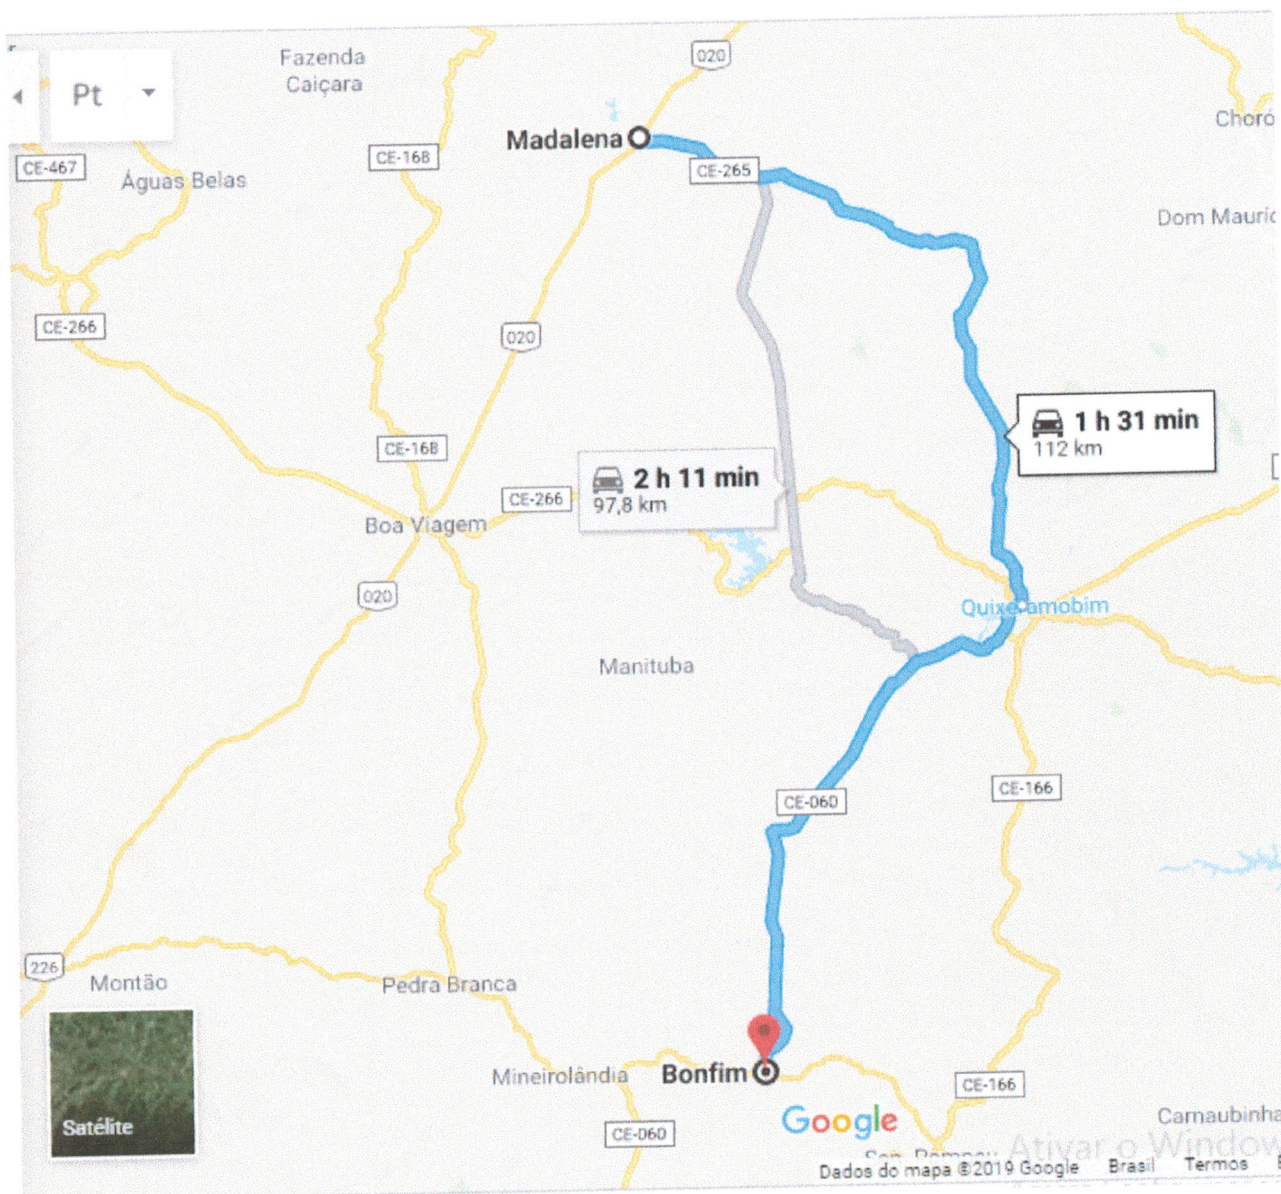 020
Fazenda
Caiçara
Pt
Madalena
Choró
CE-168
CE-265
CE-467
Águas Belas
Dom Mauríc
CE-266
020
1 h 31 min
112 km
CE-168
2 h 11 min
97,8 km
CE-266
Boa Viagem
020
Quixeramobim
Manituba
CE-166
CE-060
226
Montão
Pedra Branca
Mineirolândia
Bonfim
CE-166
Satélite
Google
Carnaubinha
CE-060
Ativar o Window
Dados do mapa ©2019 Google Brasil Termos